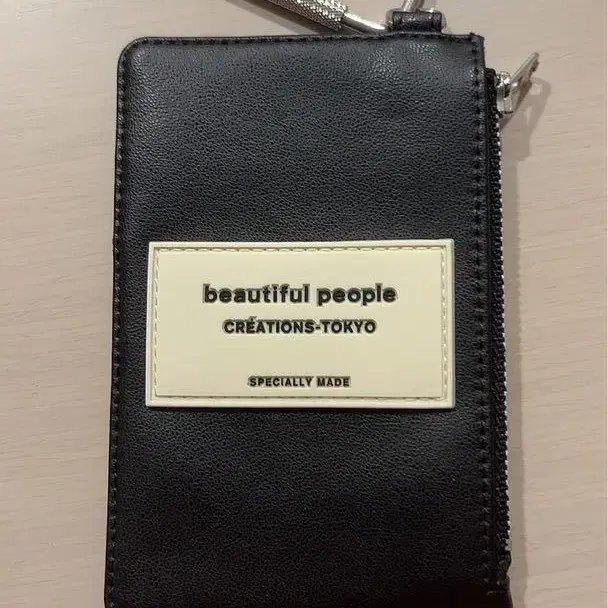 beautiful people
CRÉATIONS-TOKYO
SPECIALLY MADE